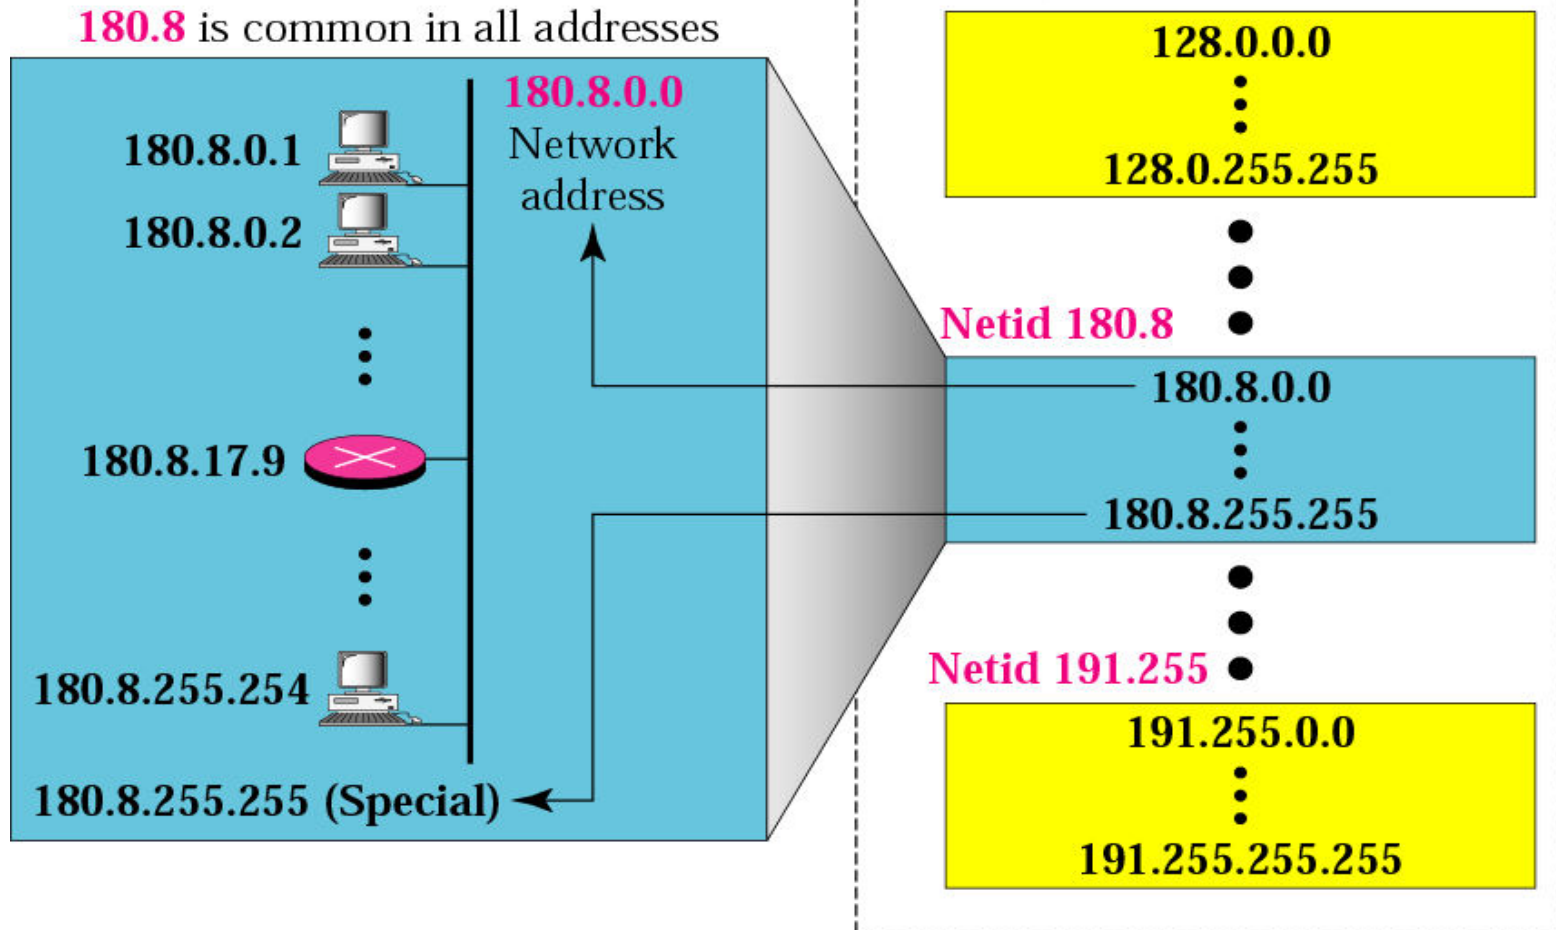 180.8 is common in all addresses
180.8.0.0
Network
address
180.8.0.1
180.8.0.2
180.8.17.9
180.8.255.254
180.8.255.255 (Special)
128.0.0.0
128.0.255.255
Netid 180.8
180.8.0.0
180.8.255.255
Netid 191.255
191.255.0.0
191.255.255.255